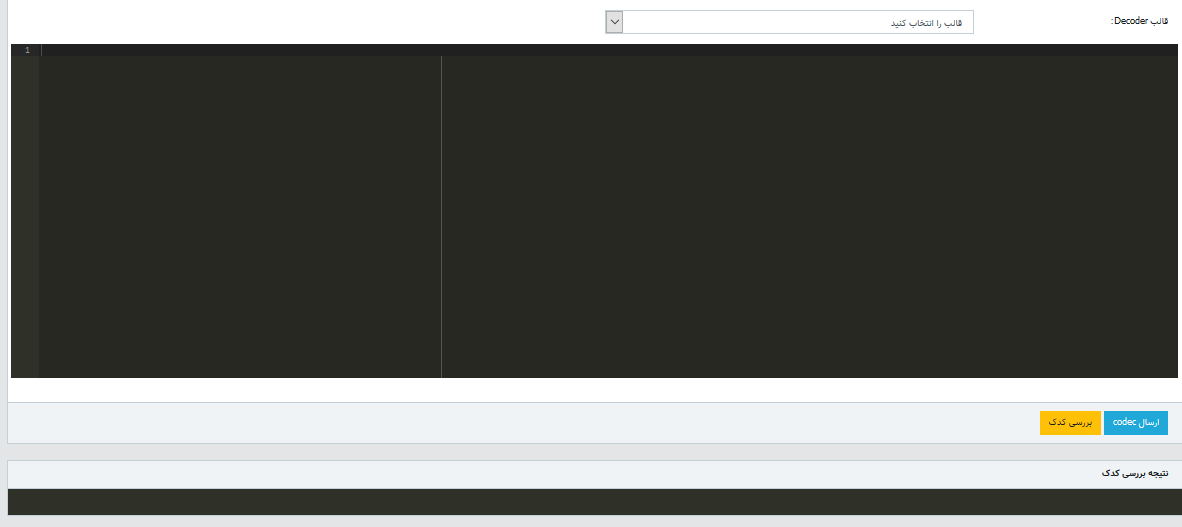 قالب Decoder:
قالب را انتخاب کنید
1
ارسال codec
بررسی کدک
نتیجه بررسی کدک